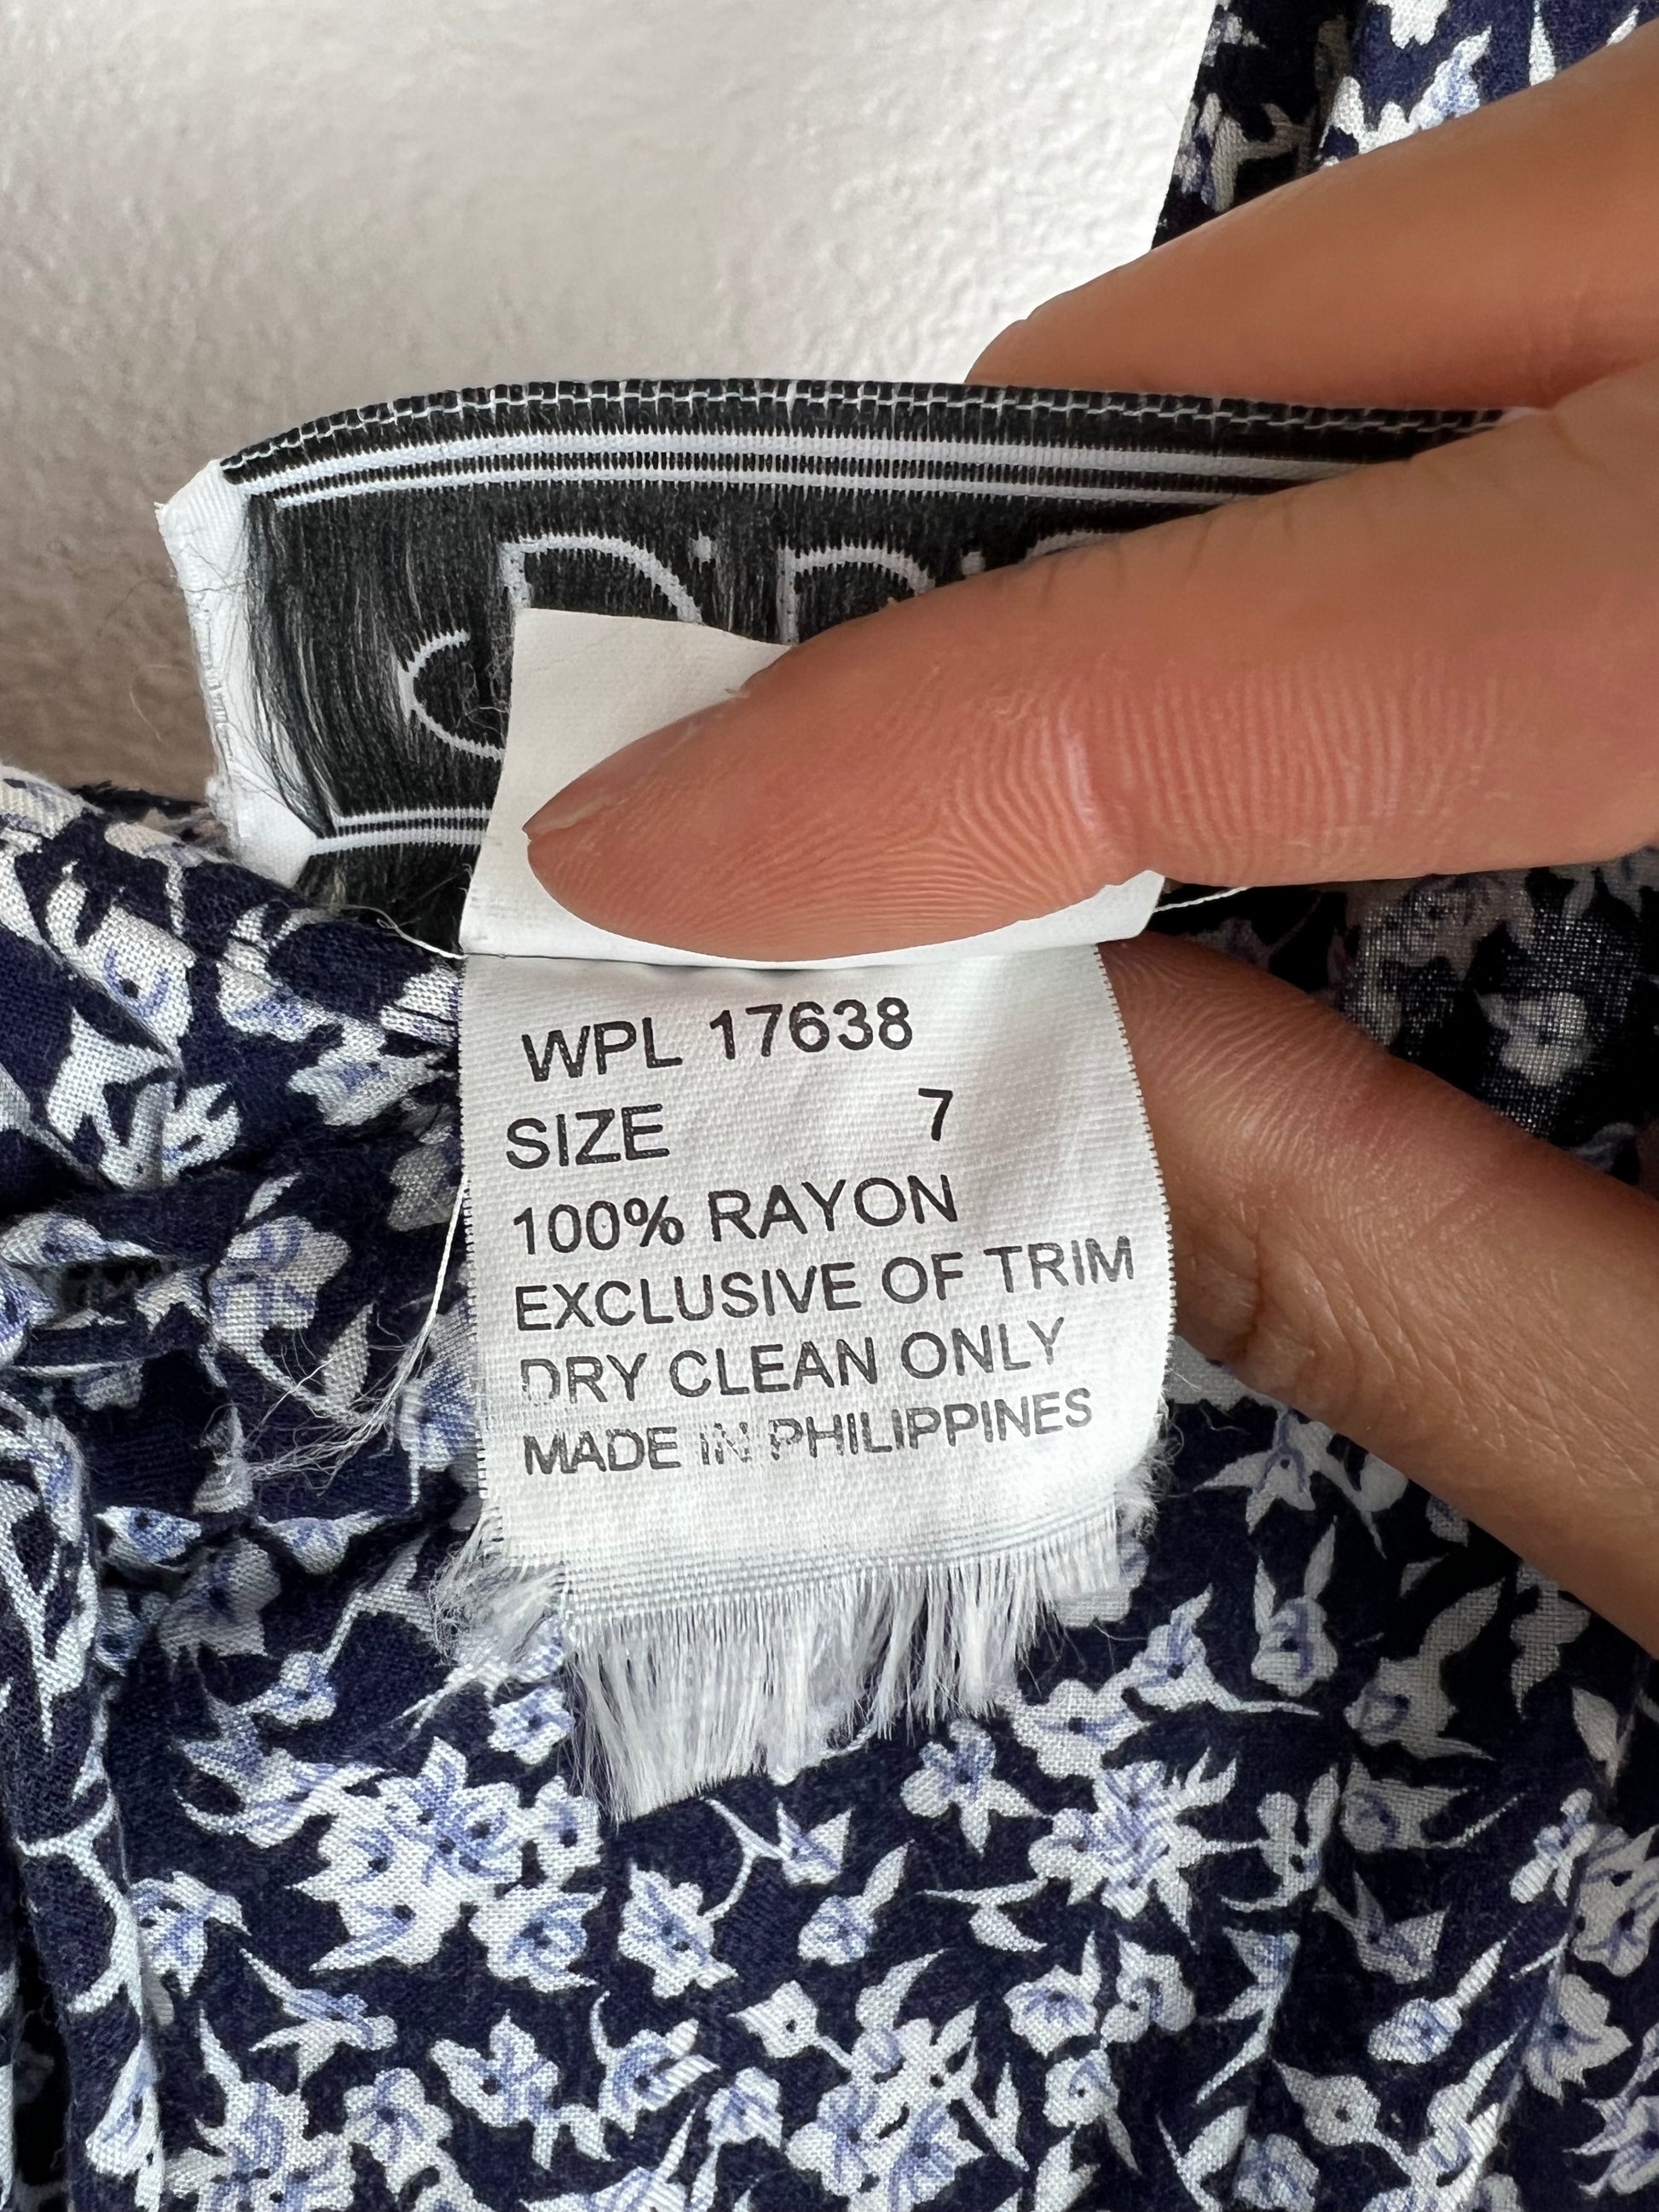 WPL 17638
SIZE 7
100% RAYON
EXCLUSIVE OF TRIM
DRY CLEAN ONLY
MADE IN PHILIPPINES